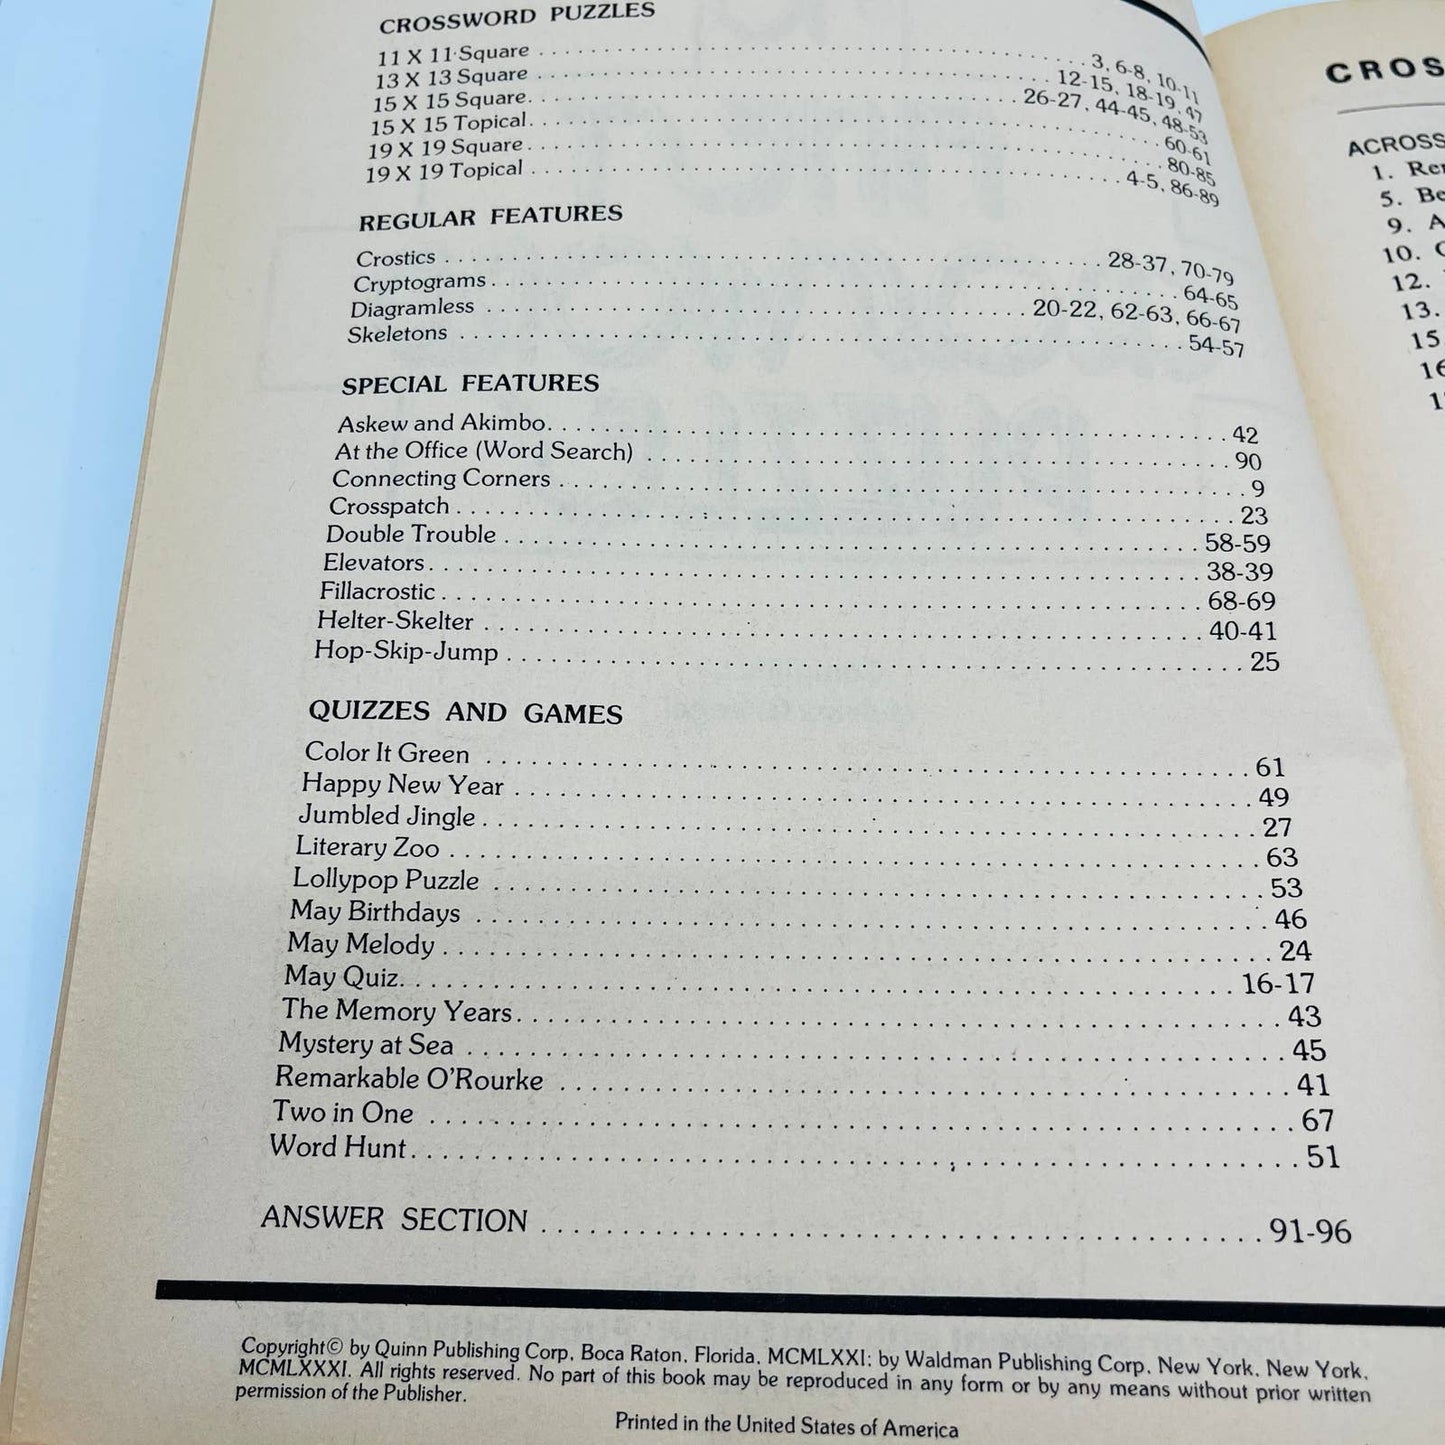 CROSSWORD PUZZLES
11 X 11 Square . . . . . . . . . . 3, 6-8, 10-11
13 X 13 Square . . . . . . . . . . 12-15, 18-19, 47
15 X 15 Square . . . . . . . . . . 26-27, 44-45, 48-53
15 X 15 Topical . . . . . . . . . . 60-61
19 X 19 Square . . . . . . . . . . 80-85
19 X 19 Topical . . . . . . . . . . 4-5, 86-89
REGULAR FEATURES
Crostics . . . . . . . . . . 28-37, 70-79
Cryptograms . . . . . . . . . . 64-65
Diagramless . . . . . . . . . . 20-22, 62-63, 66-67
Skeletons . . . . . . . . . . 54-57
SPECIAL FEATURES
Askew and Akimbo . . . . . . . . . . 42
At the Office (Word Search) . . . . . . . . . . 90
Connecting Corners . . . . . . . . . . 9
Crosspatch . . . . . . . . . . 23
Double Trouble . . . . . . . . . . 58-59
Elevators . . . . . . . . . . 38-39
Fillacrostic . . . . . . . . . . 68-69
Helter-Skelter . . . . . . . . . . 40-41
Hop-Skip-Jump . . . . . . . . . . 25
QUIZZES AND GAMES
Color It Green . . . . . . . . . . 61
Happy New Year . . . . . . . . . . 49
Jumbled Jingle . . . . . . . . . . 27
Literary Zoo . . . . . . . . . . 63
Lollypop Puzzle . . . . . . . . . . 53
May Birthdays . . . . . . . . . . 46
May Melody . . . . . . . . . . 24
May Quiz . . . . . . . . . . 16-17
The Memory Years . . . . . . . . . . 43
Mystery at Sea . . . . . . . . . . 45
Remarkable O'Rourke . . . . . . . . . . 41
Two in One . . . . . . . . . . 67
Word Hunt . . . . . . . . . . 51
ANSWER SECTION . . . . . . . . . . 91-96
Copyright© by Quinn Publishing Corp. Boca Raton, Florida, MCMLXXI; by Waldman Publishing Corp. New York, New York,
MCMLXXXI. All rights reserved. No part of this book may be reproduced in any form or by any means without prior written
permission of the Publisher.
Printed in the United States of America
ACROSS
1.
5.
9.
10.
12.
13.
15.